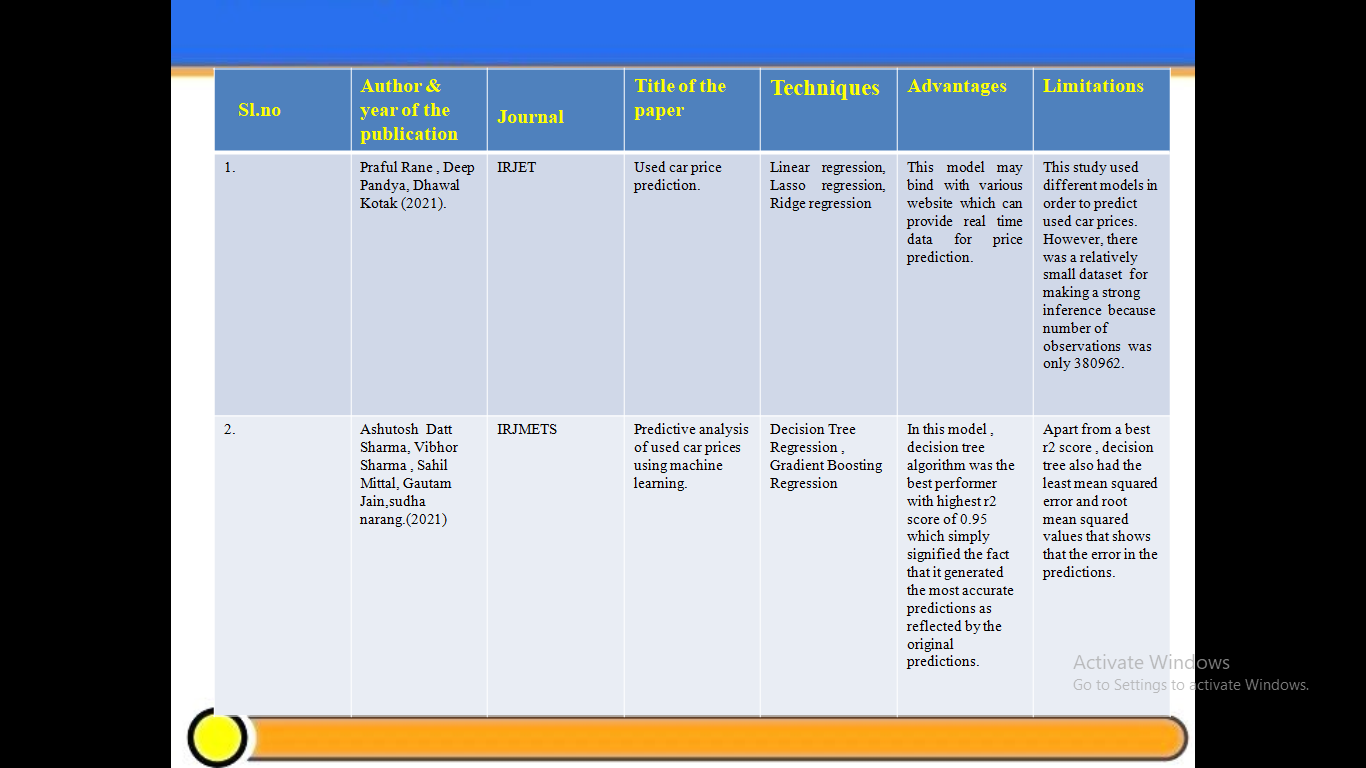 Sl.no
Author &
year of the
publication
Journal
Title of the
paper
Techniques
Advantages
Limitations
1.
Praful Rane , Deep
Pandya, Dhawal
Kotak (2021).
IRJET
Used car price
prediction.
Linear regression,
Lasso regression,
Ridge regression
This model may
bind with various
website which can
provide real time
data for price
prediction.
This study used
different models in
order to predict
used car prices.
However, there
was a relatively
small dataset for
making a strong
inference because
number of
observations was
only 380962.
2.
Ashutosh Datt
Sharma, Vibhor
Sharma , Sahil
Mittal, Gautam
Jain,sudha
narang.(2021)
IRJMETS
Predictive analysis
of used car prices
using machine
learning.
Decision Tree
Regression ,
Gradient Boosting
Regression
In this model ,
decision tree
algorithm was the
best performer
with highest r2
score of 0.95
which simply
signified the fact
that it generated
the most accurate
predictions as
reflected by the
original
predictions.
Apart from a best
r2 score , decision
tree also had the
least mean squared
error and root
mean squared
values that shows
that the error in the
predictions.
Activate Windows
Go to Settings to activate Windows.